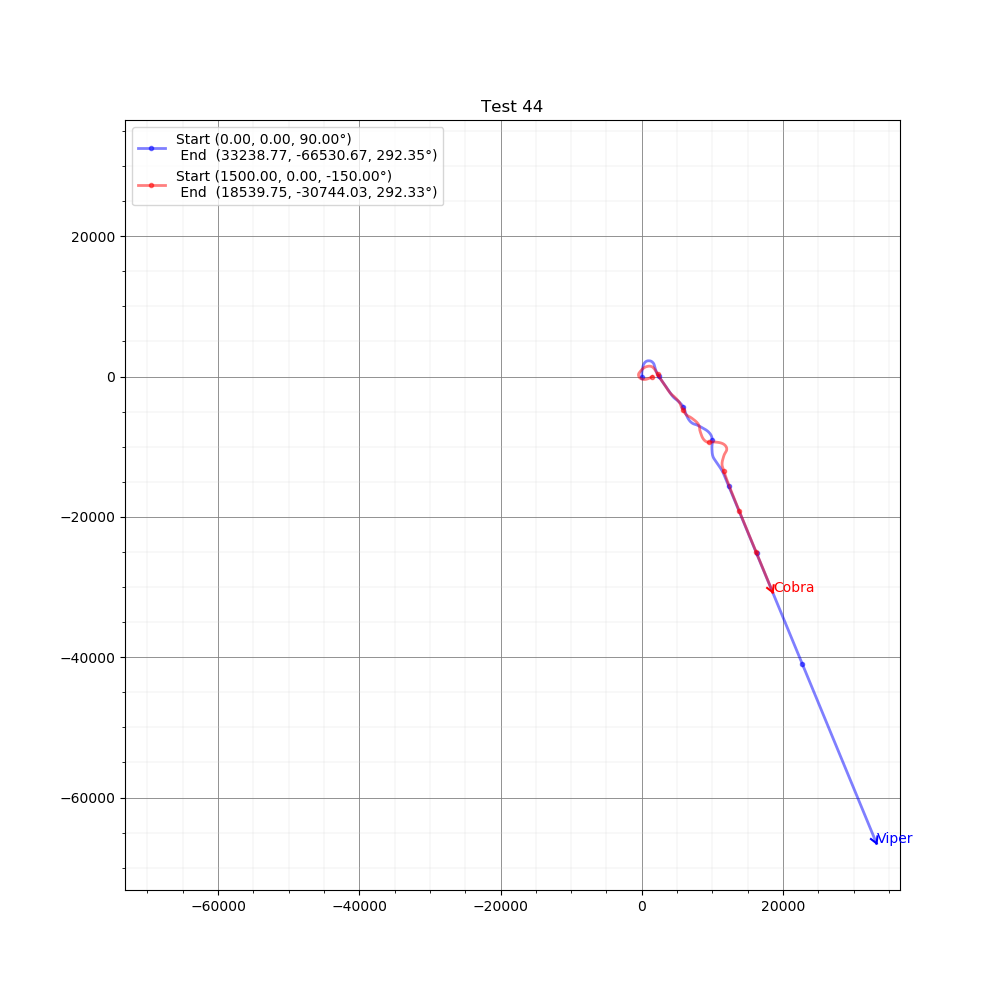 Test 44
Start (0.00, 0.00, 90.00°)
End  (33238.77, -66530.67, 292.35°)
Start (1500.00, 0.00, -150.00°)
End  (18539.75, -30744.03, 292.33°)
20000
0
−20000
−40000
−60000
Cobra
Viper
−60000
−40000
−20000
0
20000